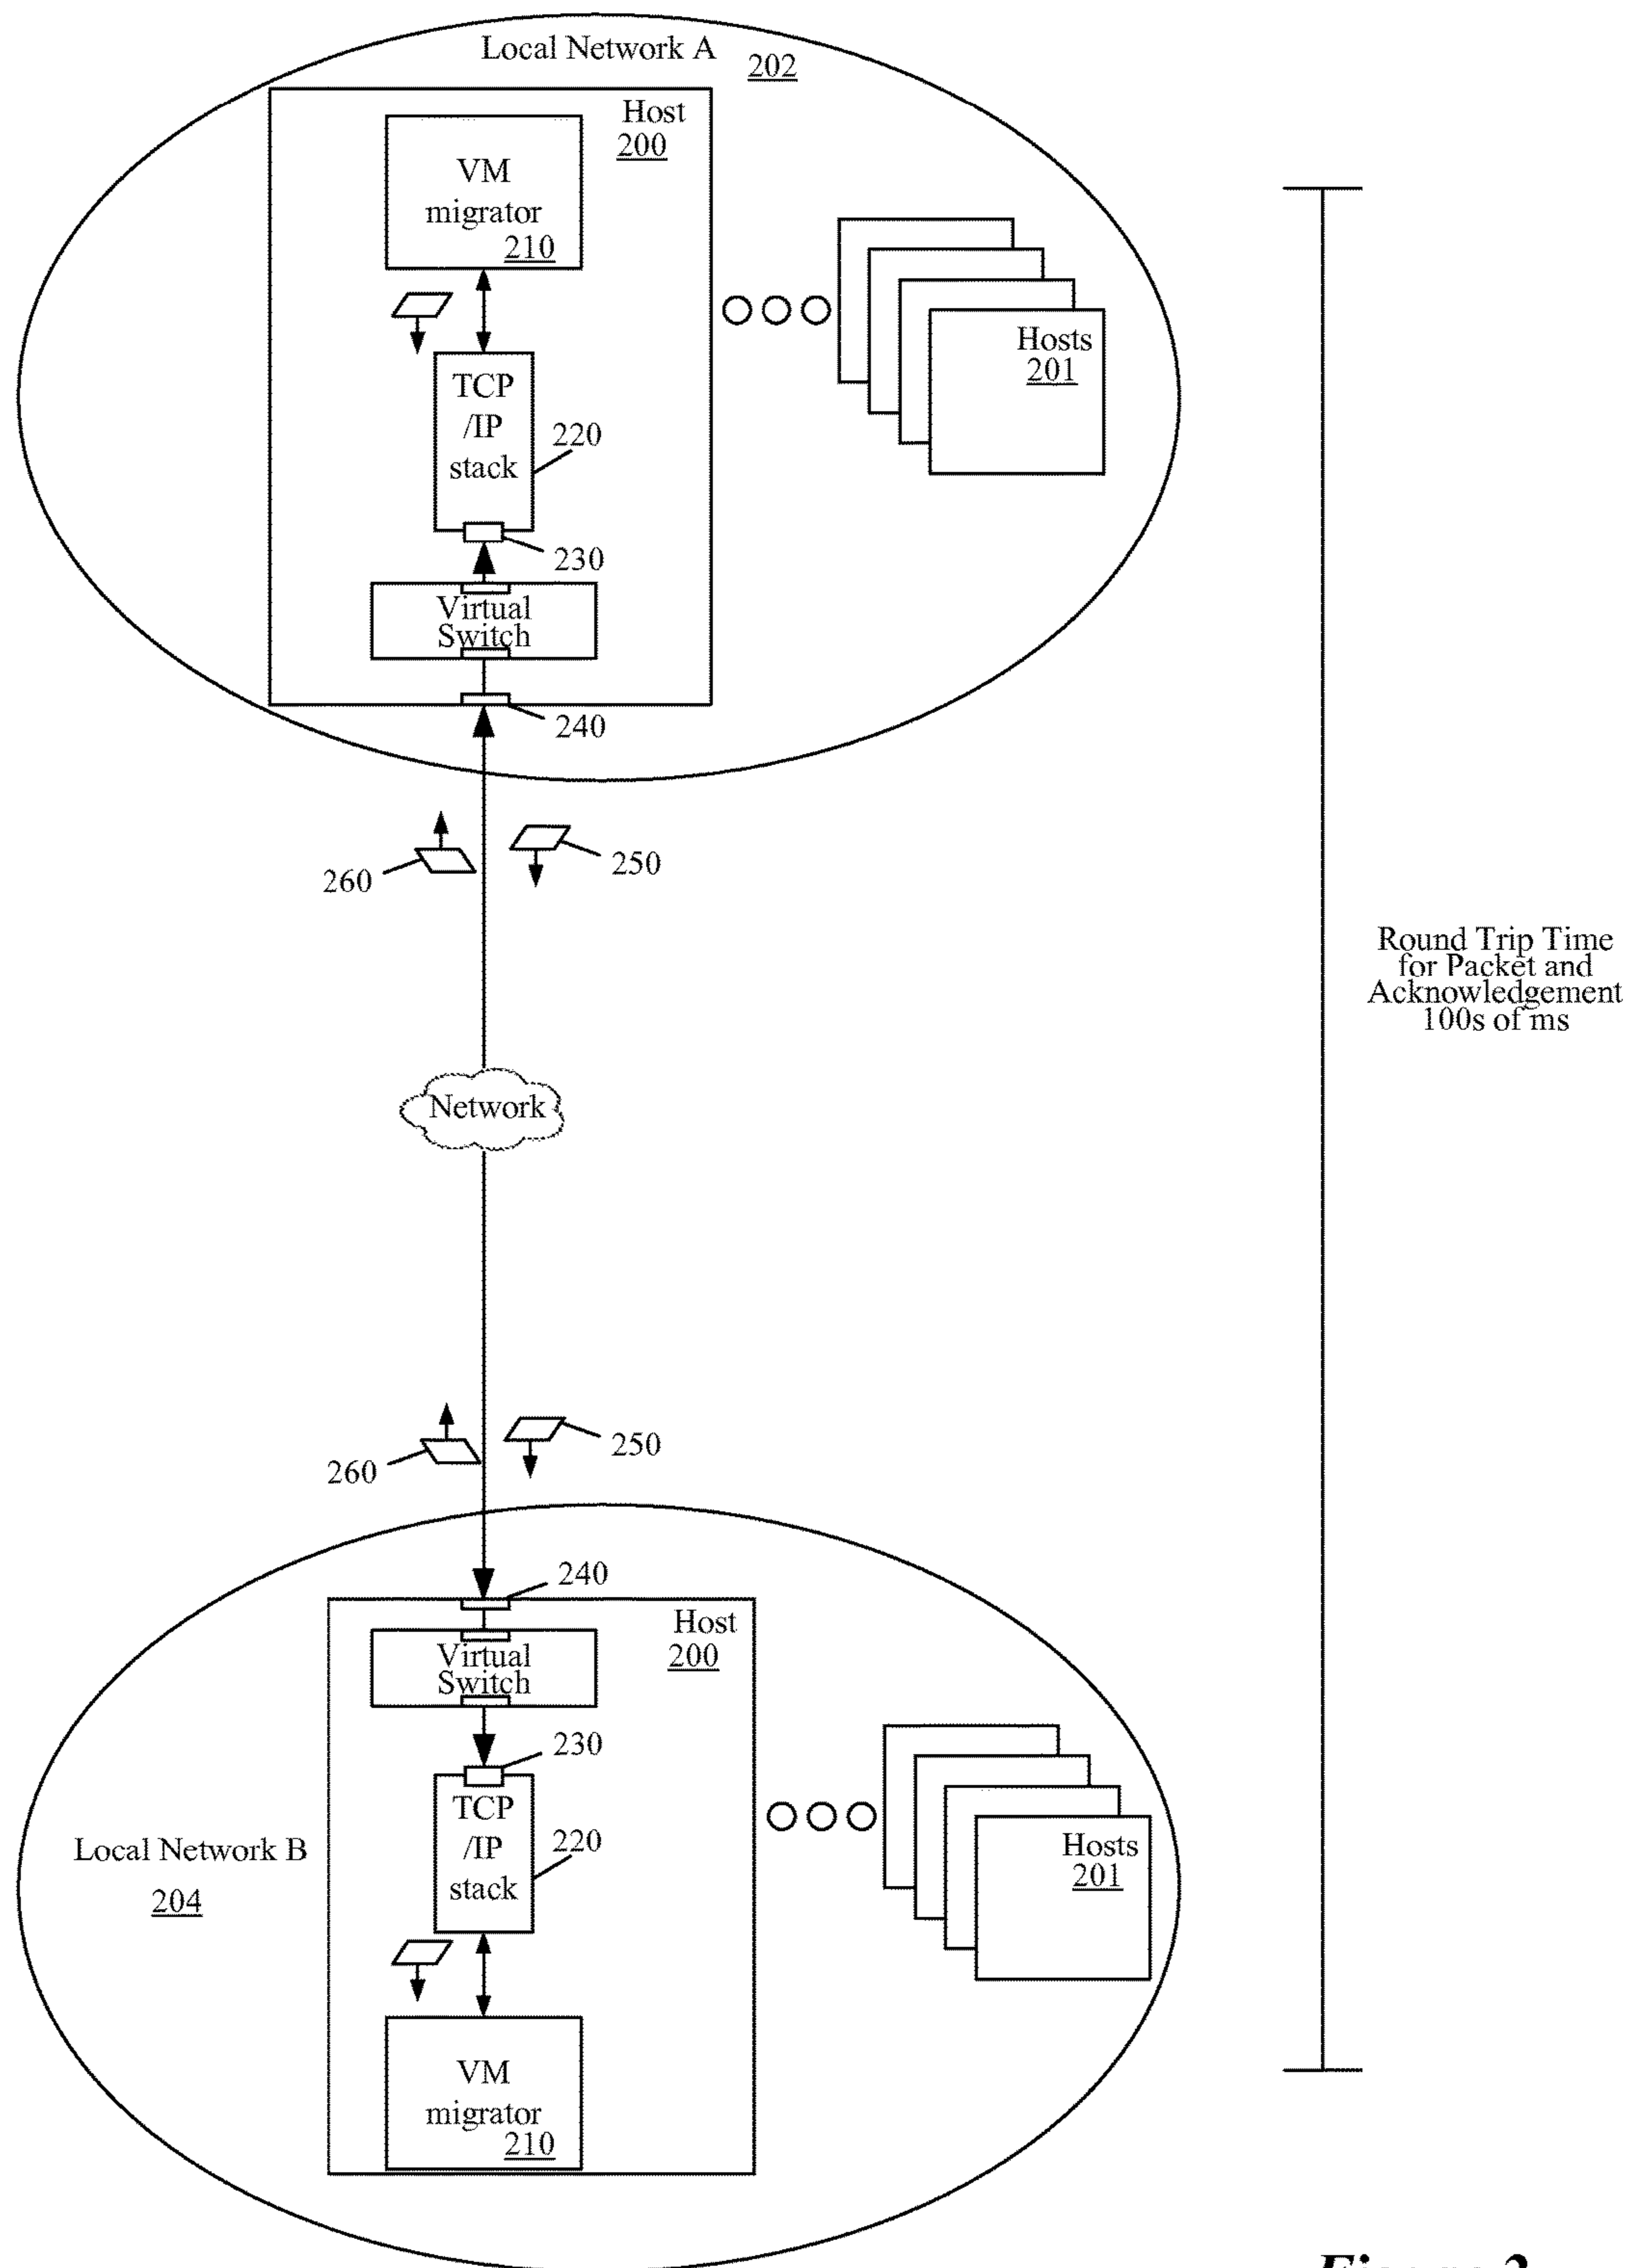 Local Network A
202
Host
200
VM
migrator
210
TCP
/IP
stack
220
230
Virtual
Switch
240
Hosts
201
260
250
Round Trip Time
for Packet and
Acknowledgement
100s of ms
Network
260
250
240
Host
200
Virtual
Switch
230
TCP
/IP
stack
220
Local Network B
204
Hosts
201
VM
migrator
210